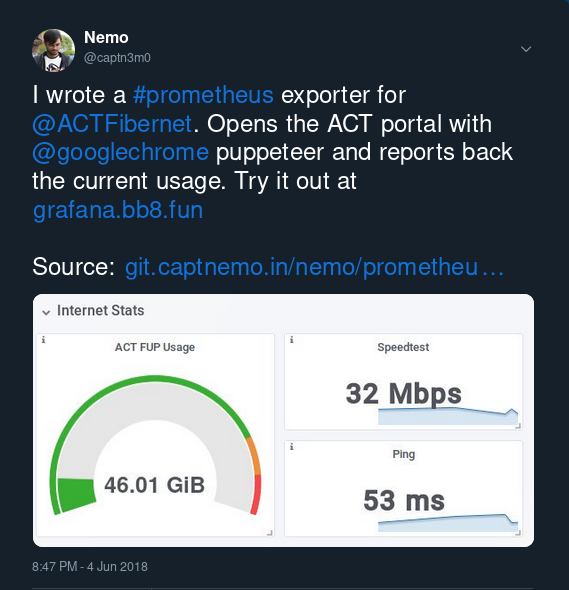 Nemo
@captn3m0
I wrote a #prometheus exporter for
@ACTFibernet. Opens the ACT portal with
@googlechrome puppeteer and reports back
the current usage. Try it out at
grafana.bb8.fun
Source: git.captnemo.in/nemo/prometheu…
Internet Stats
ACT FUP Usage
46.01 GiB
Speedtest
32 Mbps
Ping
53 ms
8:47 PM - 4 Jun 2018